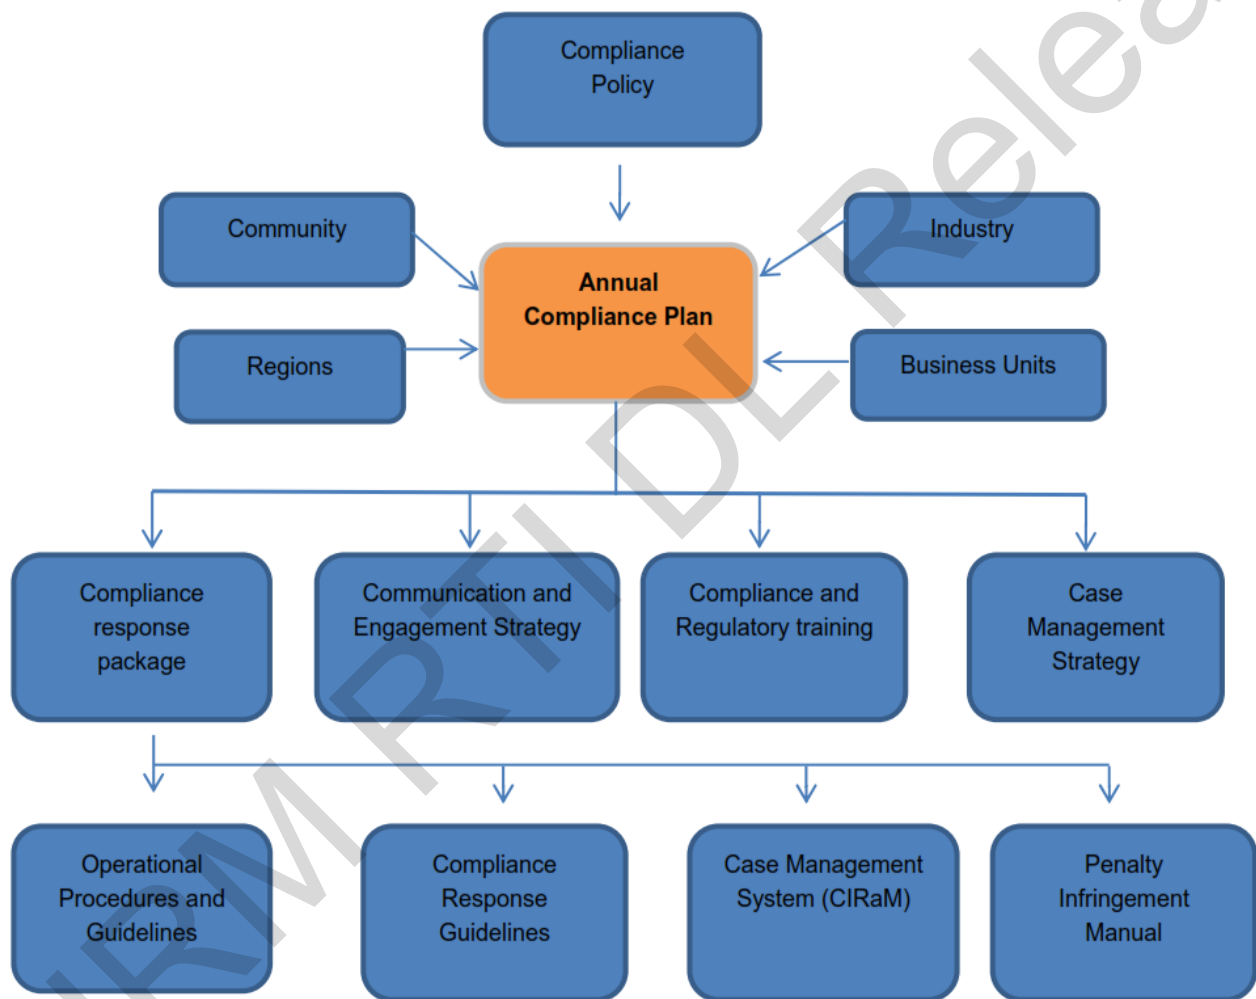 Compliance
Policy
Community
Industry
Annual
Compliance Plan
Regions
Business Units
Compliance
response
package
Communication and
Engagement Strategy
Compliance and
Regulatory training
Case
Management
Strategy
Operational
Procedures and
Guidelines
Compliance
Response
Guidelines
Case Management
System (CIRaM)
Penalty
Infringement
Manual
RTI DL